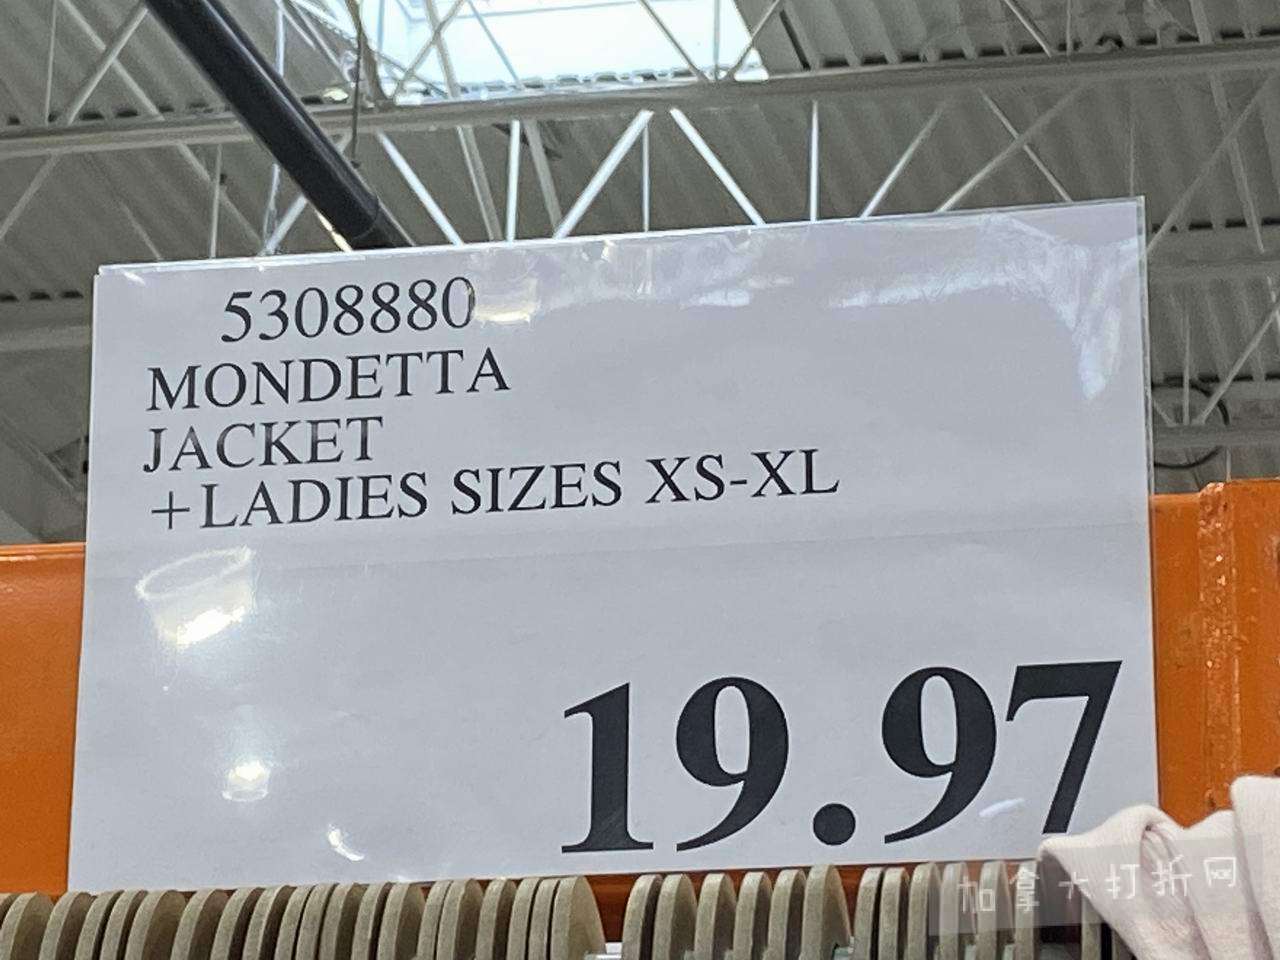 5308880
MONDETTA
JACKET
+LADIES SIZES XS-XL
19.97
加拿大打折网